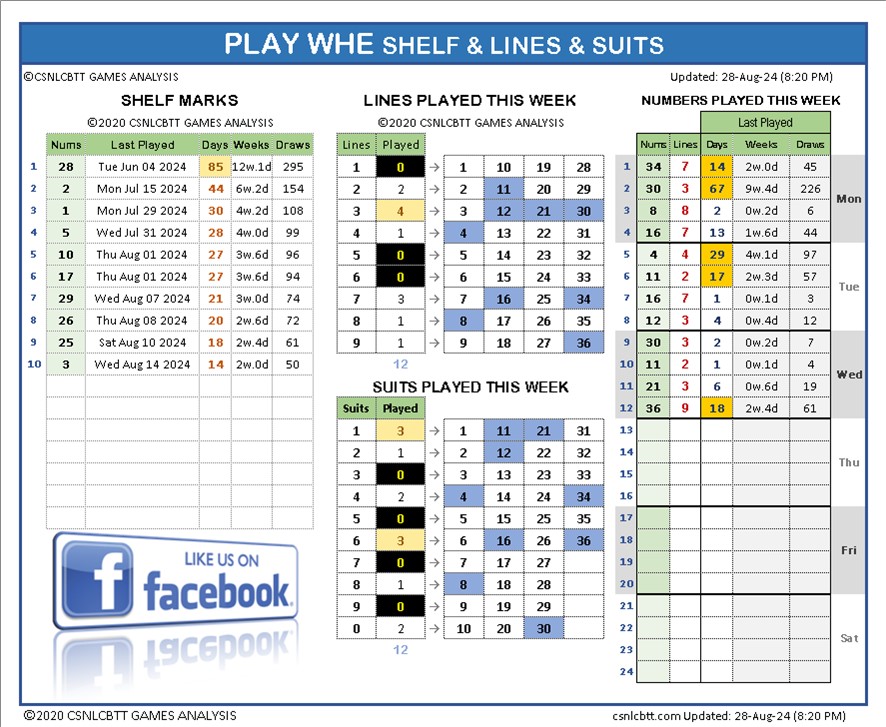 PLAY WHE SHELF & LINES & SUITS
©CSNLCBTT GAMES ANALYSIS
Updated: 28-Aug-24 (8:20 PM)
SHELF MARKS
©2020 CSNLCBTT GAMES ANALYSIS
Nums Last Played Days Weeks Draws
1 28 Tue Jun 04 2024 85 12w.1d 295
2 2 Mon Jul 15 2024 44 6w.2d 154
3 1 Mon Jul 29 2024 30 4w.2d 108
4 5 Wed Jul 31 2024 28 4w.0d 99
5 10 Thu Aug 01 2024 27 3w.6d 96
6 17 Thu Aug 01 2024 27 3w.6d 94
7 29 Wed Aug 07 2024 21 3w.0d 74
8 26 Thu Aug 08 2024 20 2w.6d 72
9 25 Sat Aug 10 2024 18 2w.4d 61
10 3 Wed Aug 14 2024 14 2w.0d 50
LIKE US ON
facebook
LINES PLAYED THIS WEEK
©2020 CSNLCBTT GAMES ANALYSIS
Lines Played
1 0 → 1 10 19 28
2 2 → 2 11 20 29
3 4 → 3 12 21 30
4 1 → 4 13 22 31
5 0 → 5 14 23 32
6 0 → 6 15 24 33
7 3 → 7 16 25 34
8 1 → 8 17 26 35
9 1 → 9 18 27 36
12
SUITS PLAYED THIS WEEK
Suits Played
1 3 → 1 11 21 31
2 1 → 2 12 22 32
3 0 → 3 13 23 33
4 2 → 4 14 24 34
5 0 → 5 15 25 35
6 3 → 6 16 26 36
7 0 → 7 17 27
8 1 → 8 18 28
9 0 → 9 19 29
0 2 → 10 20 30
12
NUMBERS PLAYED THIS WEEK
Last Played
Nums Lines Days Weeks Draws
1 34 7 14 2w.0d 45
2 30 3 67 9w.4d 226
Mon
3 8 8 2 0w.2d 6
4 16 7 13 1w.6d 44
5 4 4 29 4w.1d 97
6 11 2 17 2w.3d 57
Tue
7 16 7 1 0w.1d 3
8 12 3 4 0w.4d 12
9 30 3 2 0w.2d 7
10 11 2 1 0w.1d 4
Wed
11 21 3 6 0w.6d 19
12 36 9 18 2w.4d 61
13
14
Thu
15
16
17
18
Fri
19
20
21
22
Sat
23
24
©2020 CSNLCBTT GAMES ANALYSIS
csnlcbtt.com Updated: 28-Aug-24 (8:20 PM)